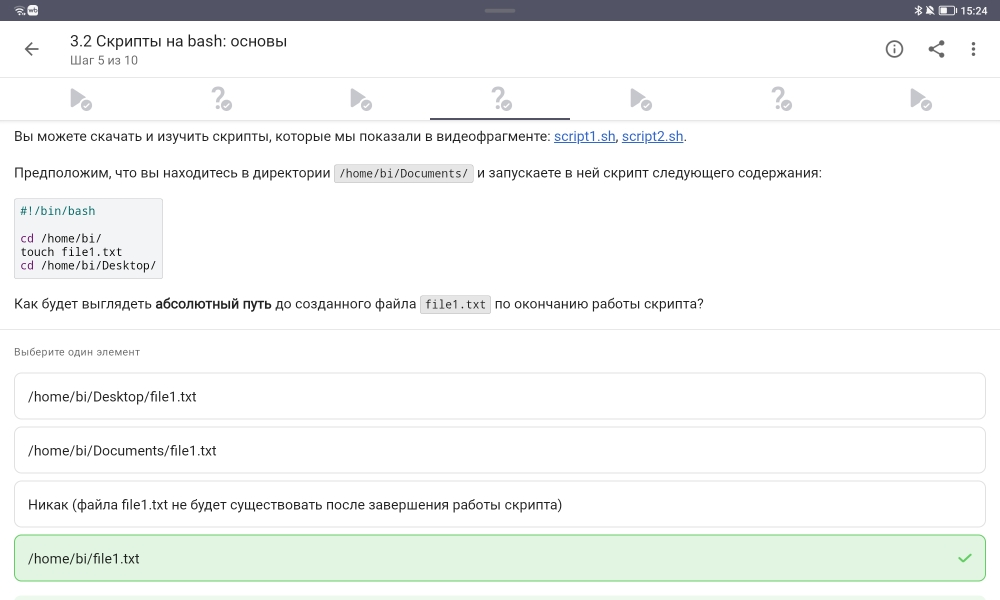 wb
15:24
3.2 Скрипты на bash: основы
Шаг 5 из 10
Вы можете скачать и изучить скрипты, которые мы показали в видеофрагменте: script1.sh, script2.sh.
Предположим, что вы находитесь в директории /home/bi/Documents/ и запускаете в ней скрипт следующего содержания:
#!/bin/bash
cd /home/bi/
touch file1.txt
cd /home/bi/Desktop/
Как будет выглядеть абсолютный путь до созданного файла file1.txt по окончанию работы скрипта?
Выберите один элемент
/home/bi/Desktop/file1.txt
/home/bi/Documents/file1.txt
Никак (файла file1.txt не будет существовать после завершения работы скрипта)
/home/bi/file1.txt